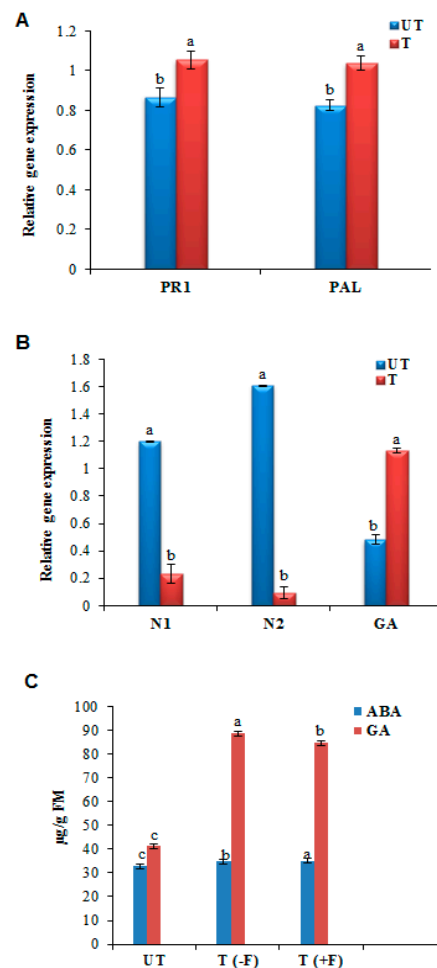 A
UT
T
Relative gene expression
1.2
1
0.8
0.6
0.4
0.2
0
b
a
b
a
PR1
PAL
B
UT
T
Relative gene expression
1.8
1.6
1.4
1.2
1
0.8
0.6
0.4
0.2
0
a
b
a
b
b
a
N1
N2
GA
C
ABA
GA
µg/g FM
100
90
80
70
60
50
40
30
20
10
0
c
c
b
a
a
b
UT
T (-F)
T (+F)